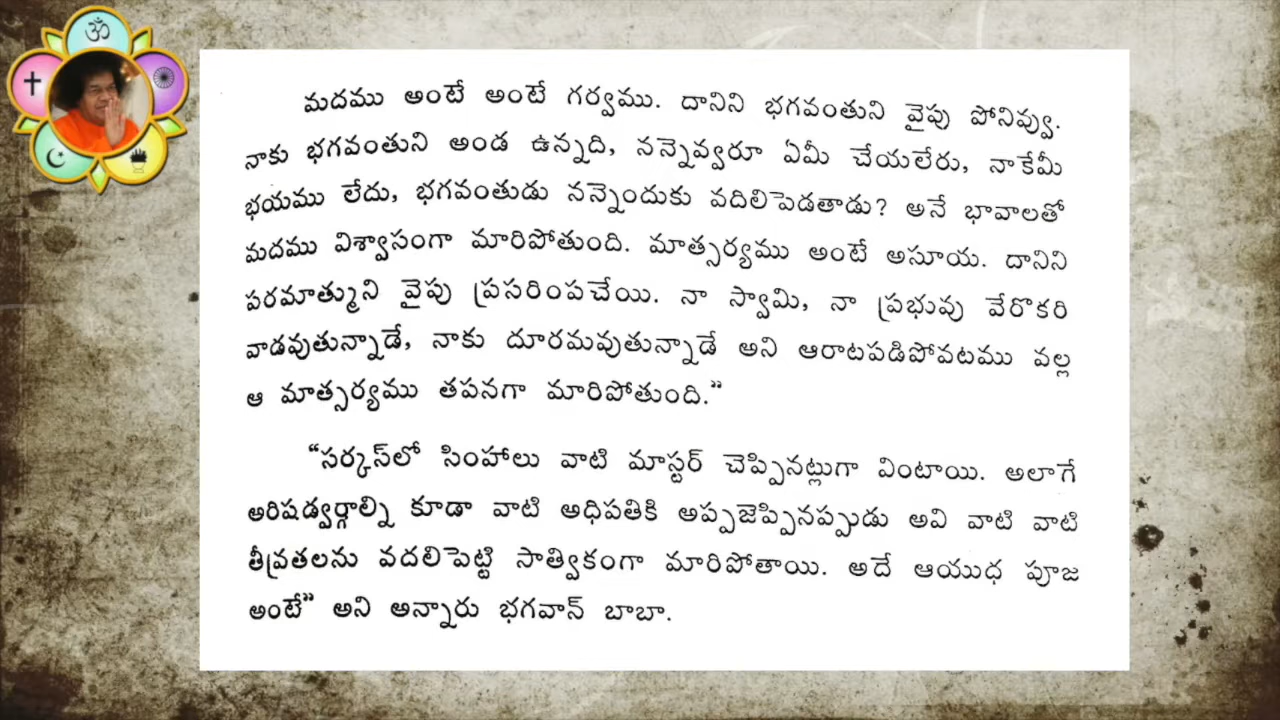 ॐ
మదము అంటే అంటే గర్వము. దానిని భగవంతుని వైపు పోనివ్వు.
నాకు భగవంతుని అండ ఉన్నది, నన్నెవ్వరూ ఏమీ చేయలేరు, నాకేమీ
భయము లేదు, భగవంతుడు నన్నెందుకు వదిలిపెడతాడు? అనే భావాలతో
మదము విశ్వాసంగా మారిపోతుంది. మాత్సర్యము అంటే అసూయ. దానిని
పరమాత్ముని వైపు ప్రసరింపచేయి. నా స్వామి, నా ప్రభువు వేరొకరి
వాడవుతున్నాడే, నాకు దూరమవుతున్నాడే అని ఆరాటపడిపోవటము వల్ల
ఆ మాత్సర్యము తపనగా మారిపోతుంది.”
“సర్కస్‌లో సింహాలు వాటి మాస్టర్ చెప్పినట్లుగా వింటాయి. అలాగే
అరిషడ్వర్గాల్ని కూడా వాటి అధిపతికి అప్పజెప్పినప్పుడు అవి వాటి వాటి
తీవ్రతలను వదలిపెట్టి సాత్వికంగా మారిపోతాయి. అదే ఆయుధ పూజ
అంటే” అని అన్నారు భగవాన్ బాబా.